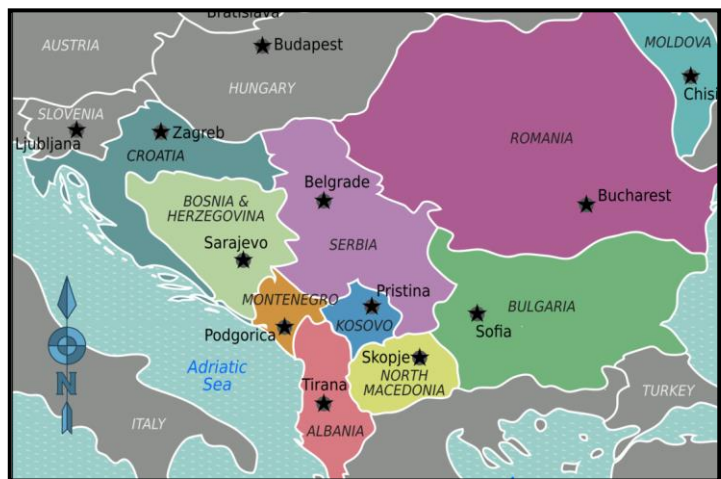 Bratislava
AUSTRIA
Budapest
MOLDOVA
HUNGARY
Chisi
SLOVENIA
Ljubljana
Zagreb
CROATIA
ROMANIA
BOSNIA &
HERZEGOVINA
Belgrade
Bucharest
Sarajevo
SERBIA
MONTENEGRO
Pristina
KOSOVO
BULGARIA
Podgorica
Sofia
Skopje
NORTH
MACEDONIA
Adriatic
Sea
Tirana
TURKEY
N
ITALY
ALBANIA